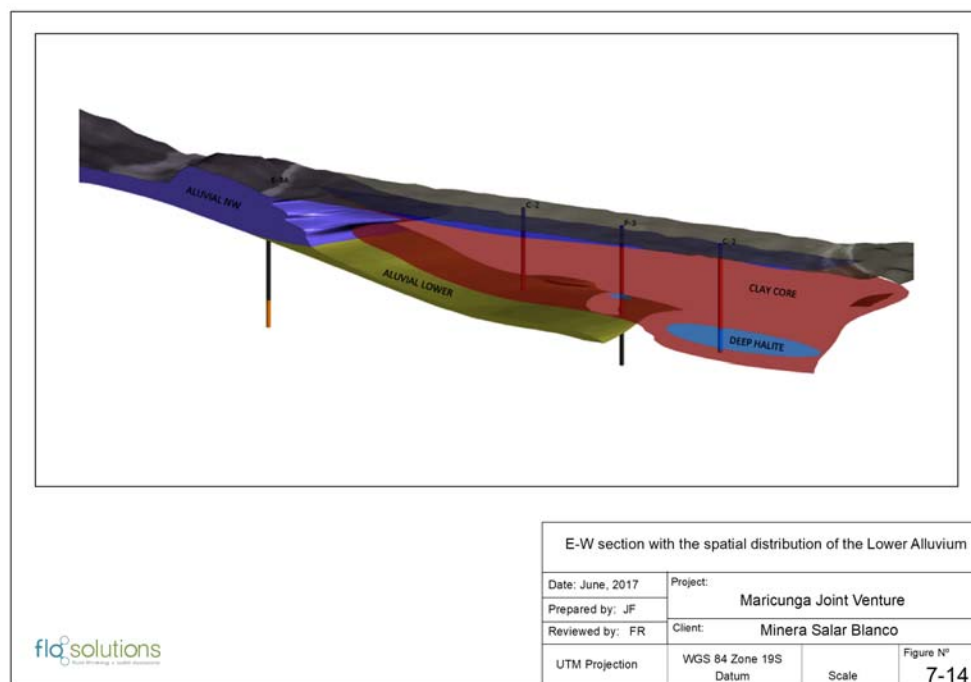 ALUVIAL NW
ALUVIAL LOWER
C-2
CLAY CORE
DEEP HALITE
E-W section with the spatial distribution of the Lower Alluvium
Date: June, 2017
Project:
Maricunga Joint Venture
Prepared by: JF
Reviewed by: FR
Client:
Minera Salar Blanco
UTM Projection
WGS 84 Zone 19S
Datum
Scale
Figure Nº
7-14
flosolutions